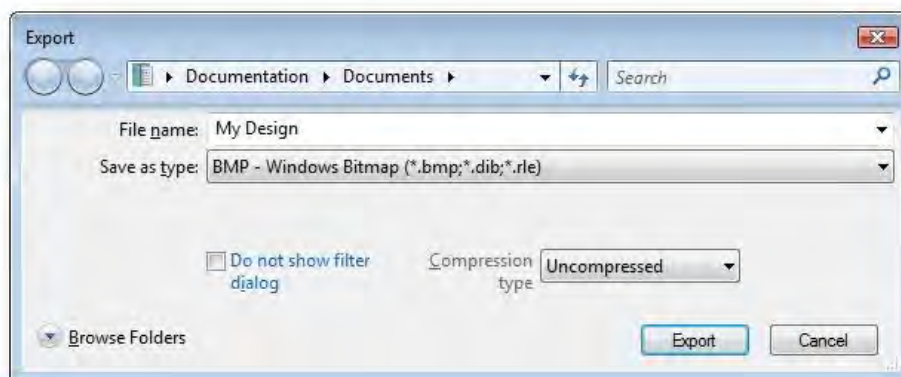 Export
Documentation Documents Search
File name: My Design
Save as type: BMP - Windows Bitmap (*.bmp;*.dib;*.rle)
Do not show filter dialog
Compression type Uncompressed
Browse Folders Export Cancel